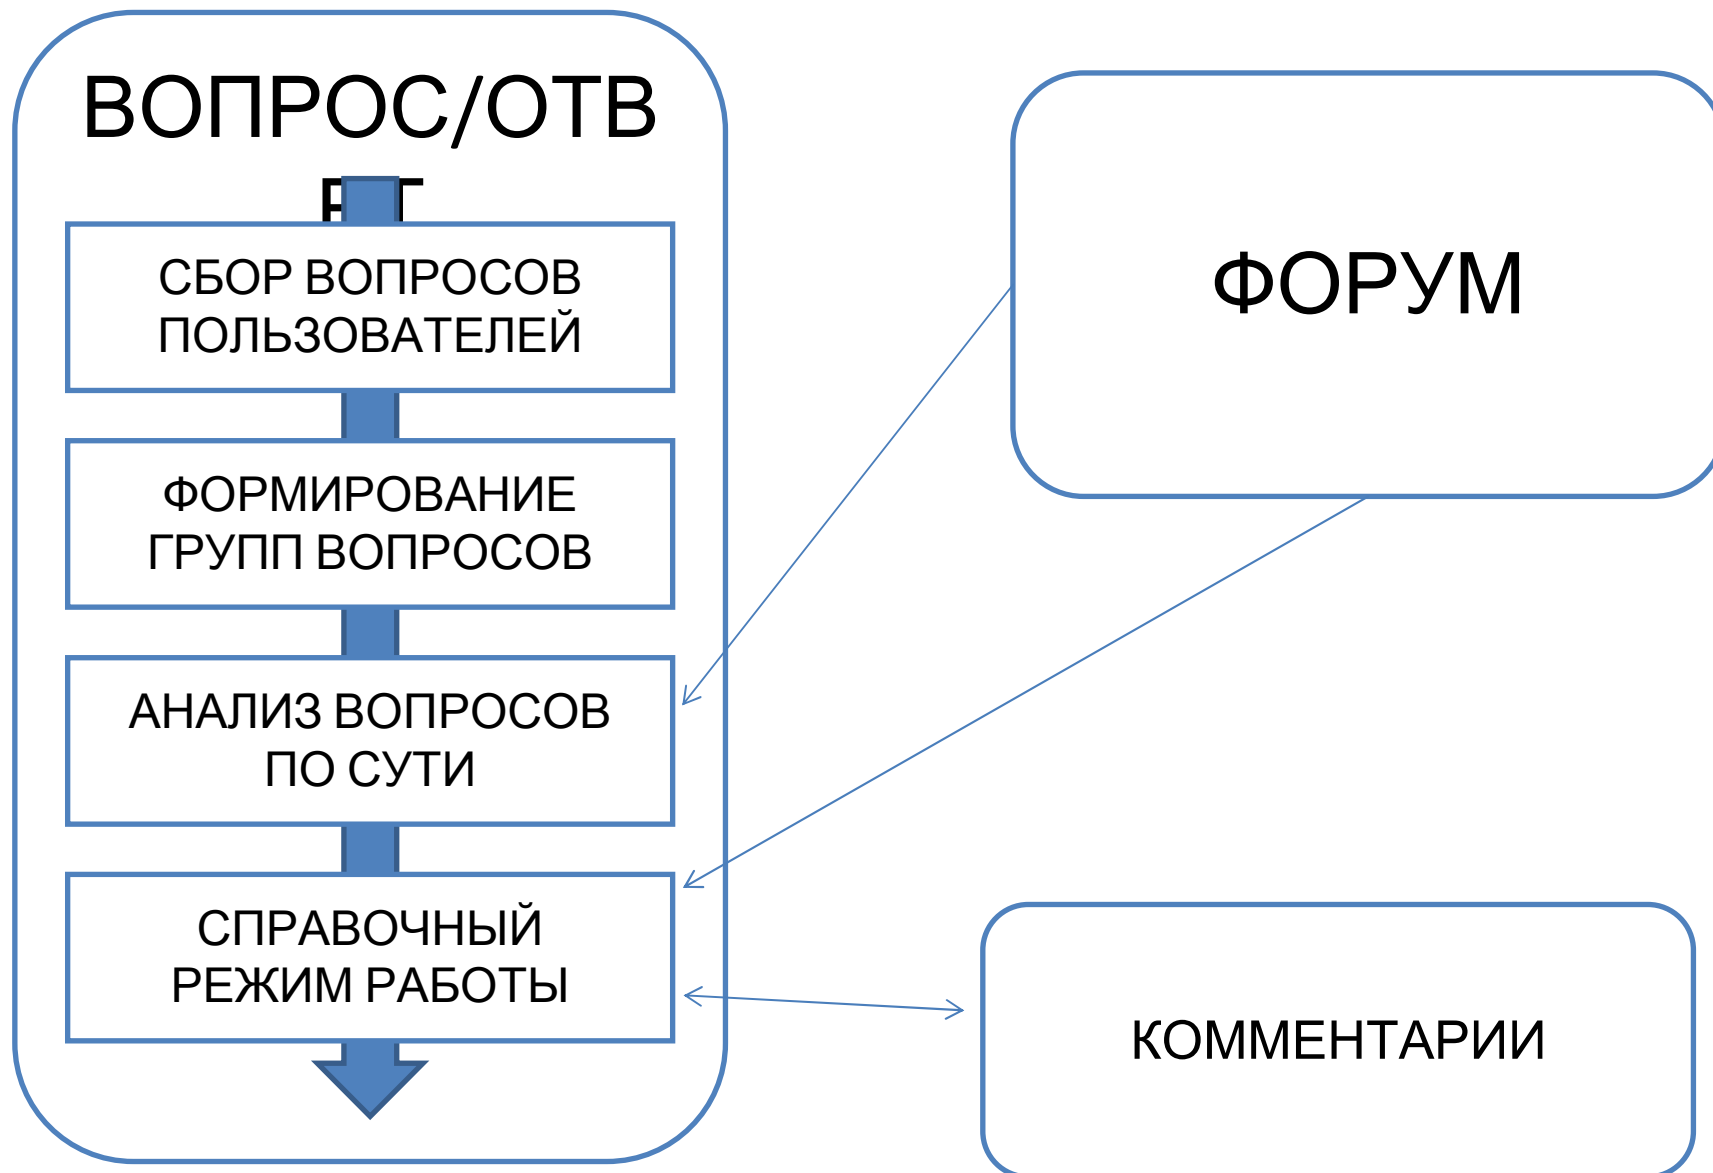 ВОПРОС/ОТВ
СБОР ВОПРОСОВ
ПОЛЬЗОВАТЕЛЕЙ
ФОРМИРОВАНИЕ
ГРУПП ВОПРОСОВ
АНАЛИЗ ВОПРОСОВ
ПО СУТИ
СПРАВОЧНЫЙ
РЕЖИМ РАБОТЫ
ФОРУМ
КОММЕНТАРИИ